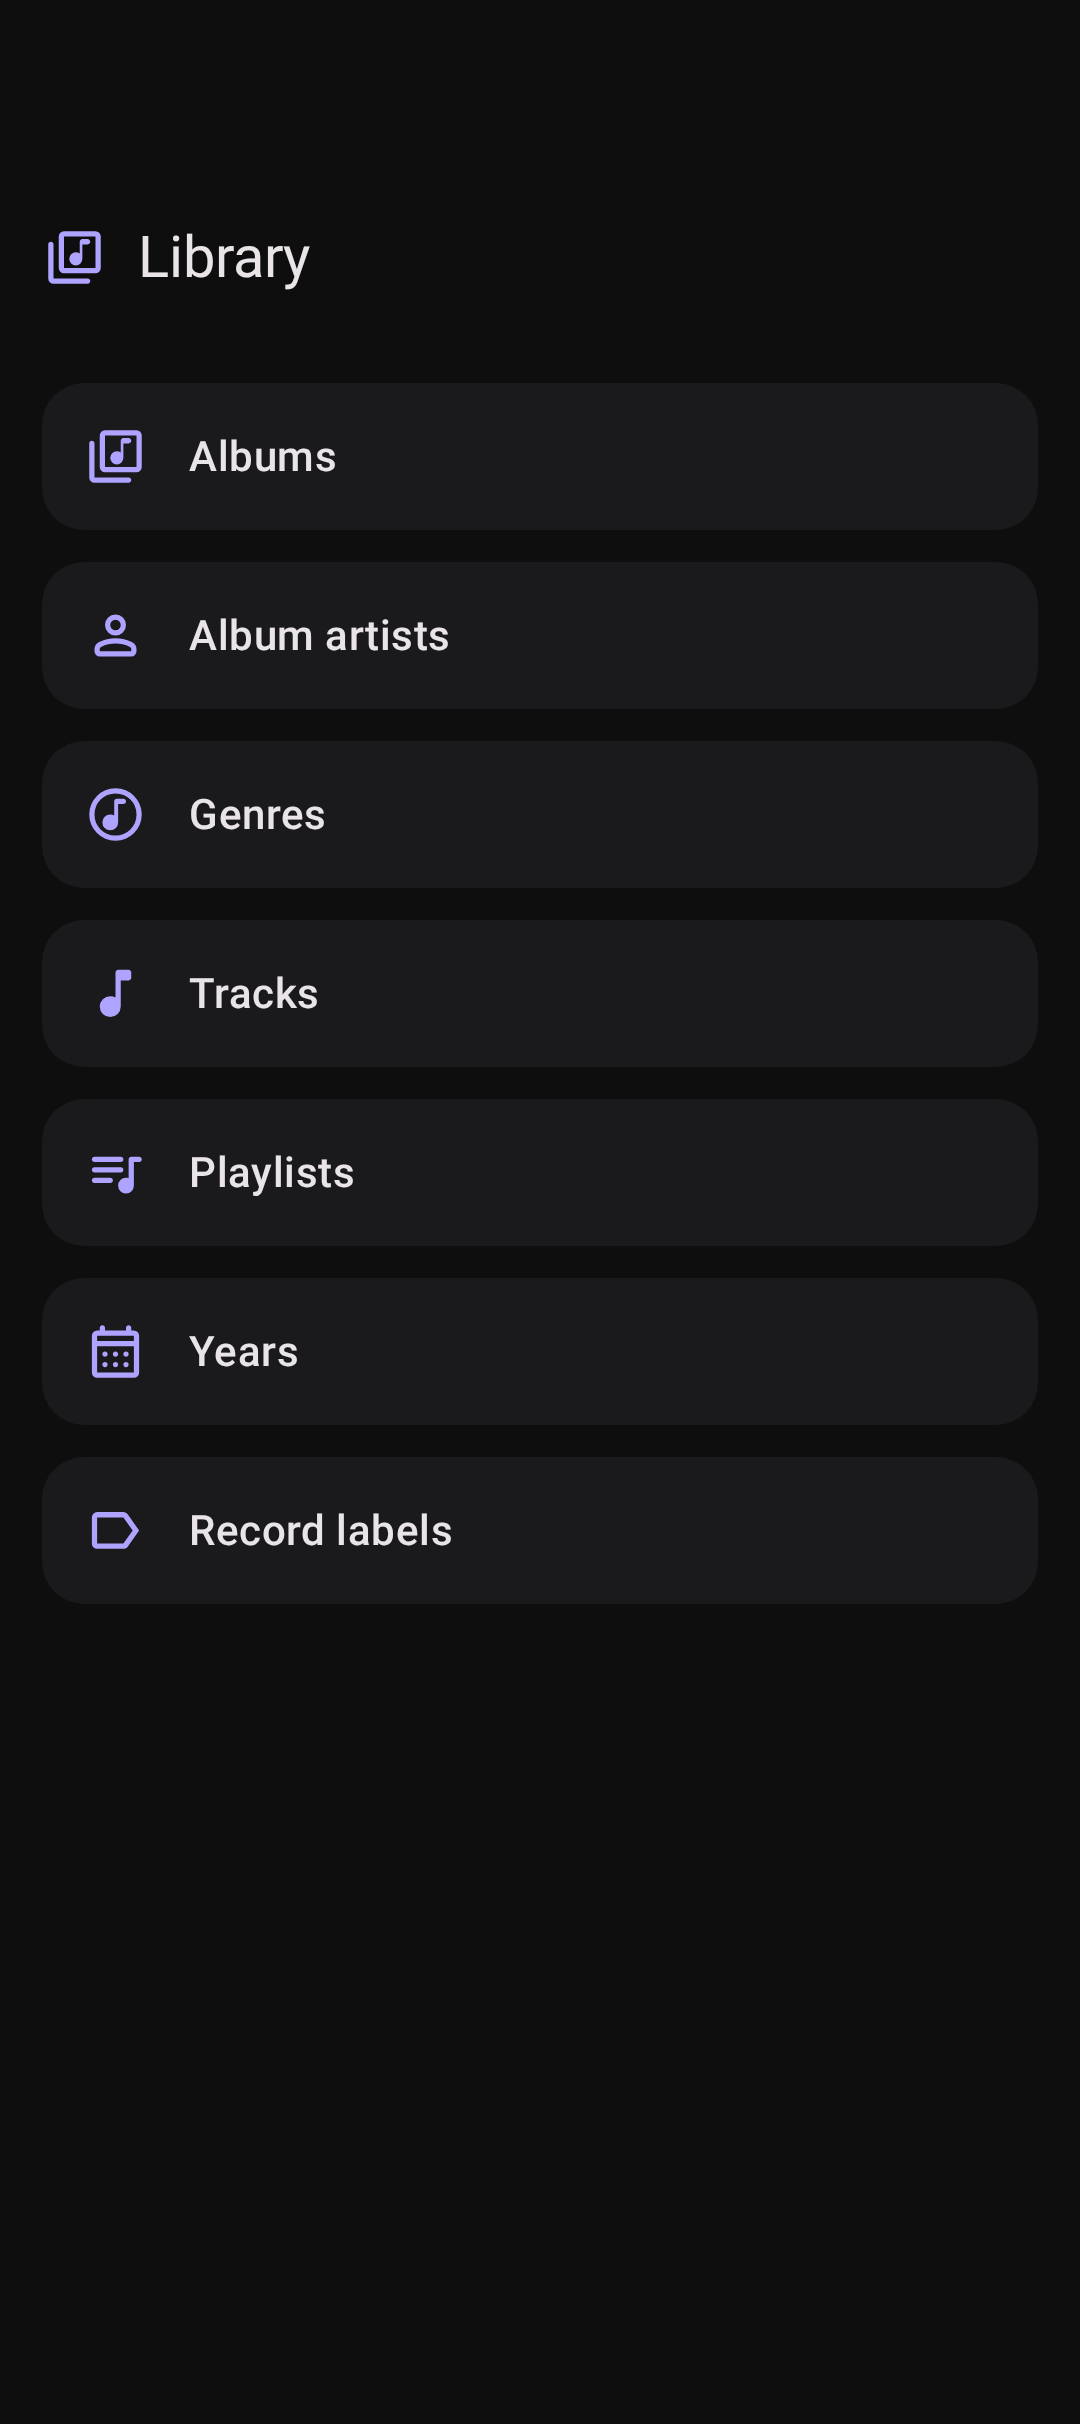 Library
Albums
Album artists
Genres
Tracks
Playlists
Years
Record labels